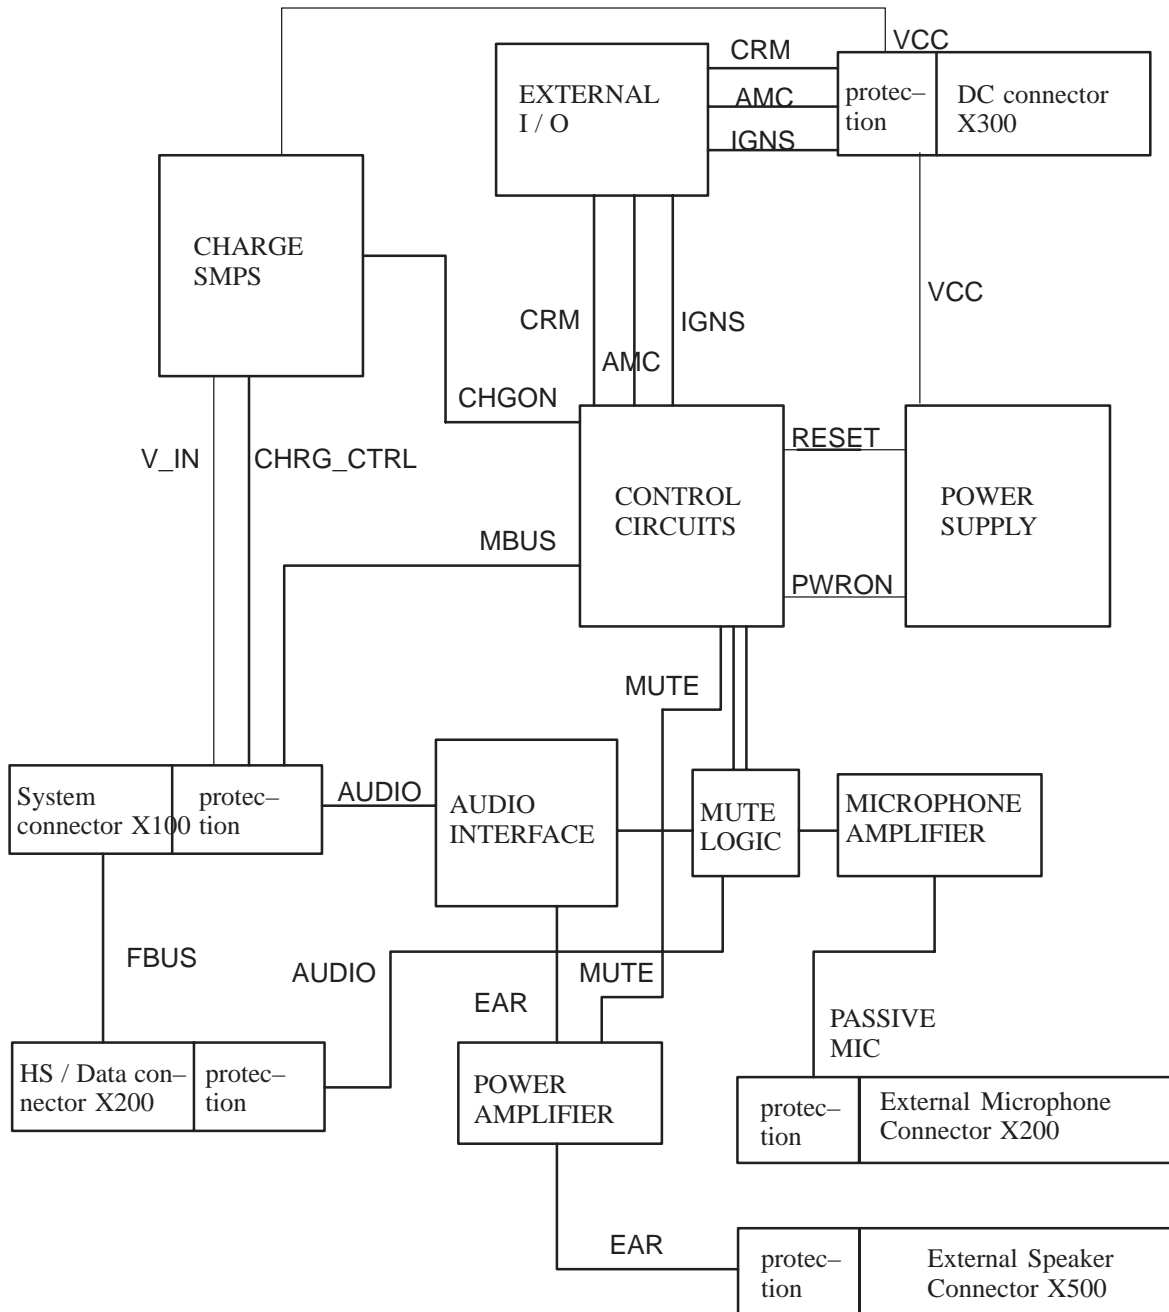 VCC
CRM
EXTERNAL
I / O
AMC
IGNS
protec–
tion
DC connector
X300
CHARGE
SMPS
VCC
CRM
IGNS
AMC
CHGON
V_IN
CHRG_CTRL
RESET
CONTROL
CIRCUITS
POWER
SUPPLY
MBUS
PWRON
MUTE
System
connector X100
protec–
tion
AUDIO
AUDIO
INTERFACE
MUTE
LOGIC
MICROPHONE
AMPLIFIER
FBUS
AUDIO
MUTE
EAR
PASSIVE
MIC
HS / Data con–
nector X200
protec–
tion
POWER
AMPLIFIER
protec–
tion
External Microphone
Connector X200
EAR
protec–
tion
External Speaker
Connector X500